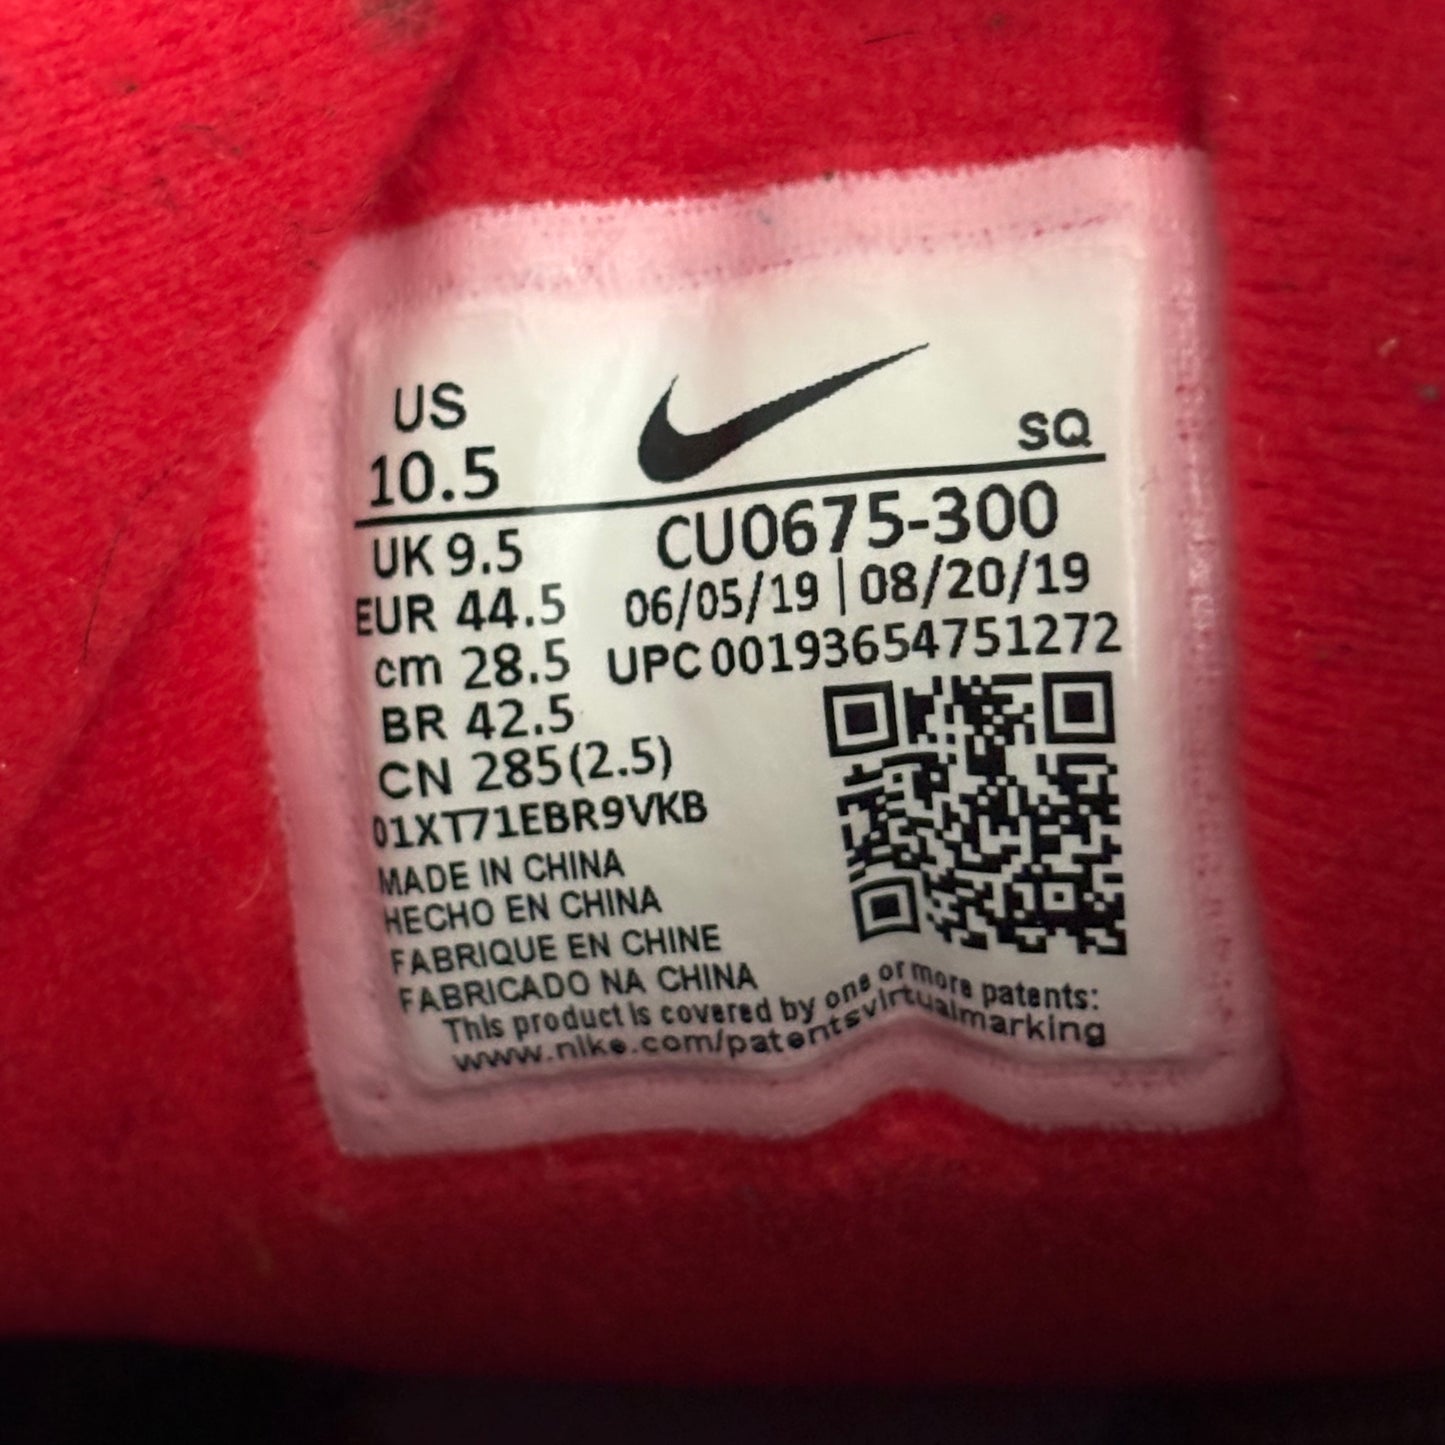 US
10.5
SQ
UK 9.5
CU0675-300
EUR 44.5
06/05/19 | 08/20/19
cm 28.5
UPC 00193654751272
BR 42.5
CN 285(2.5)
01XT71EBR9VKB
MADE IN CHINA
HECHO EN CHINA
FABRIQUE EN CHINE
FABRICADO NA CHINA
This product is covered by one or more patents:
www.nike.com/patentsvirtualmarking